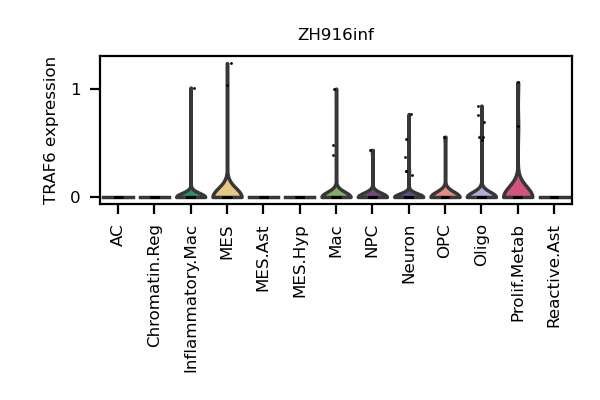 ZH916inf
TRAF6 expression
1
0
AC
Chromatin.Reg
Inflammatory.Mac
MES
MES.Ast
MES.Hyp
Mac
NPC
Neuron
OPC
Oligo
Prolif.Metab
Reactive.Ast